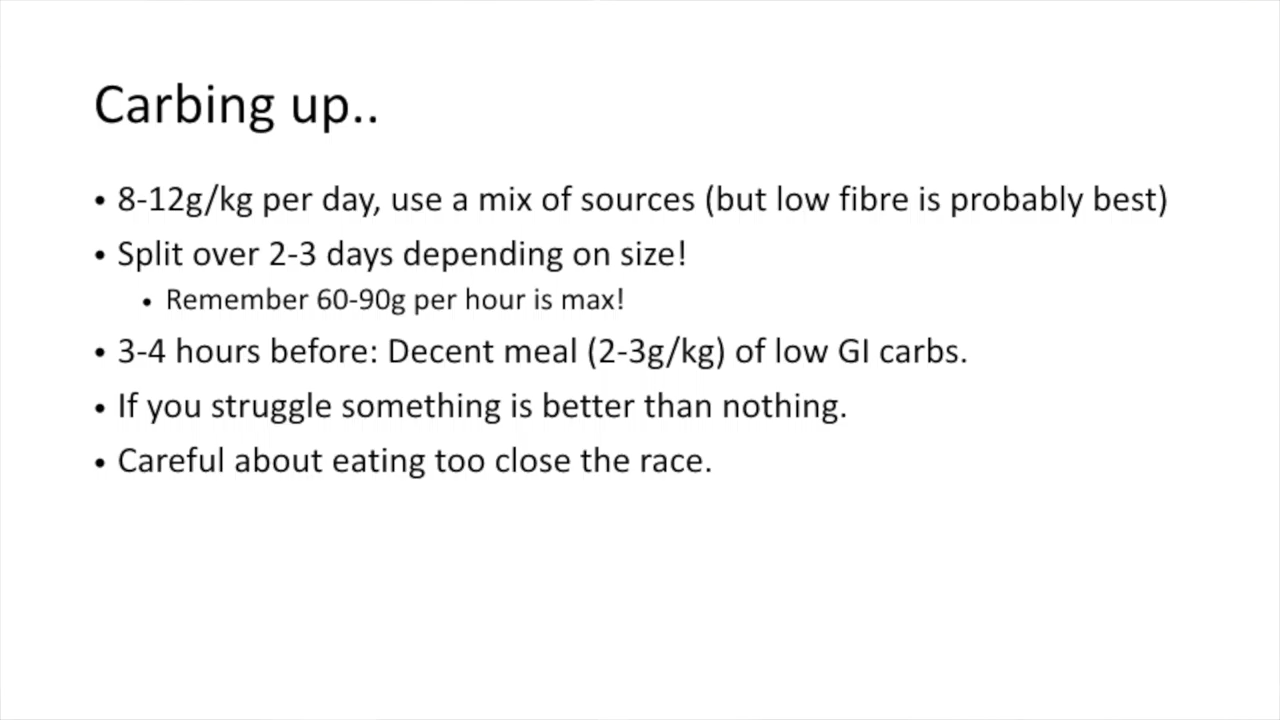 Carbing up..
• 8-12g/kg per day, use a mix of sources (but low fibre is probably best)
• Split over 2-3 days depending on size!
• Remember 60-90g per hour is max!
• 3-4 hours before: Decent meal (2-3g/kg) of low GI carbs.
• If you struggle something is better than nothing.
• Careful about eating too close the race.